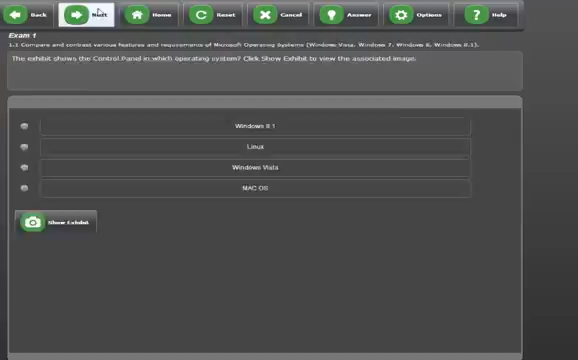 Back
Next
Home
Reset
Cancel
Answer
Options
Help
Exam 1
1.1 Compare and contrast various features and requirements of Microsoft Operating Systems (Windows Vista, Windows 7, Windows 8, Windows 8.1).
The exhibit shows the Control Panel in which operating system? Click Show Exhibit to view the associated image.
Windows 8.1
Linux
Windows Vista
MAC OS
Show Exhibit